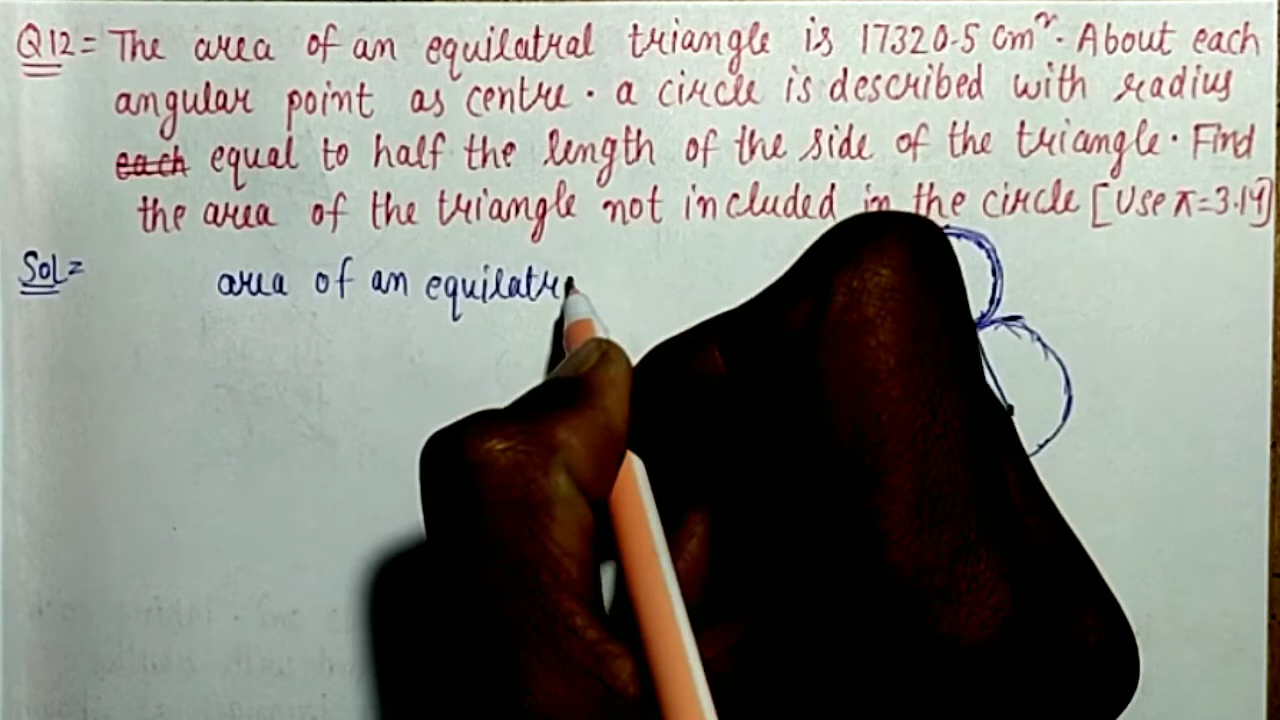 Q12= The area of an equilatral triangle is 17320.5 cm². About each
angular point as centre. a circle is described with radius
each equal to half the length of the side of the triangle. Find
the area of the triangle not included in the circle [Use π=3.14]
Sol= area of an equilatr